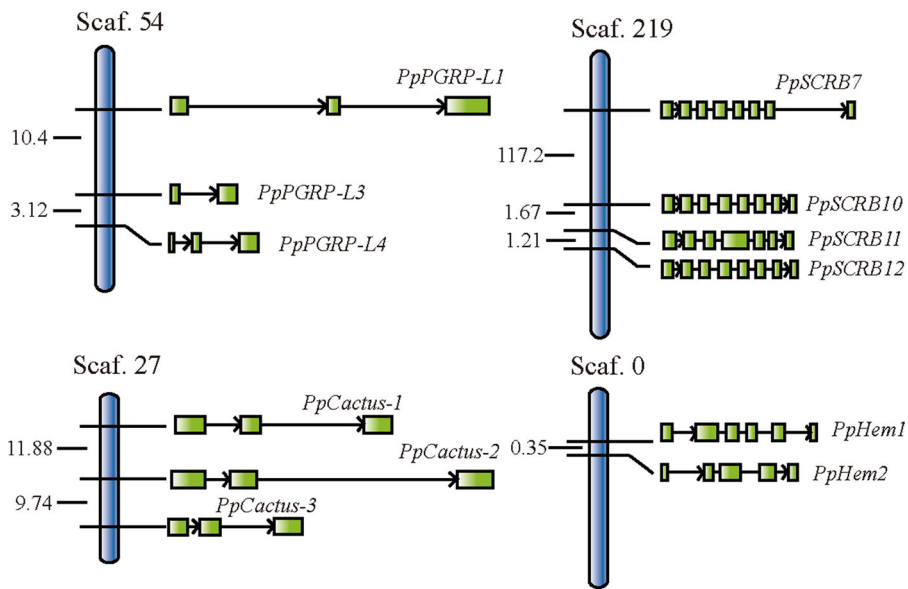 Scaf. 54
PpPGRP-L1
10.4
PpPGRP-L3
3.12
PpPGRP-L4
Scaf. 219
PpSCRB7
117.2
PpSCRB10
1.67
PpSCRB11
1.21
PpSCRB12
Scaf. 27
PpCactus-1
11.88
PpCactus-2
9.74
PpCactus-3
Scaf. 0
PpHem1
0.35
PpHem2